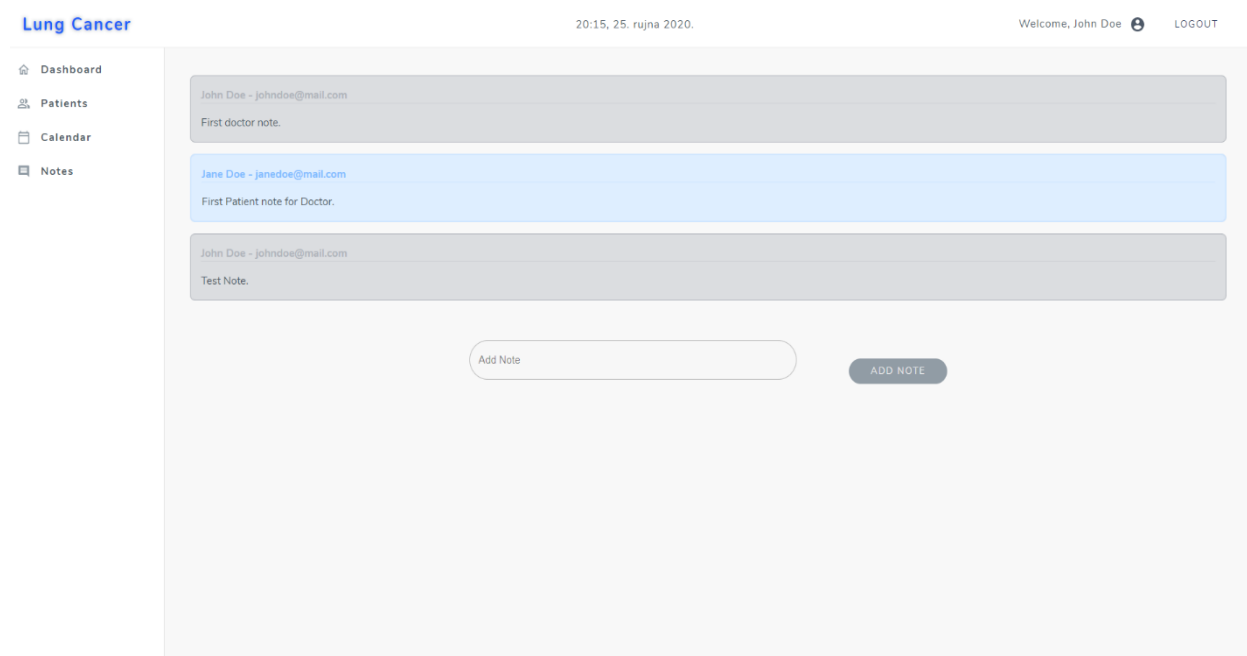 Lung Cancer
20:15, 25. rujna 2020.
Welcome, John Doe
LOGOUT
Dashboard
Patients
Calendar
Notes
John Doe - johndoe@mail.com
First doctor note.
Jane Doe - janedoe@mail.com
First Patient note for Doctor.
John Doe - johndoe@mail.com
Test Note.
Add Note
ADD NOTE